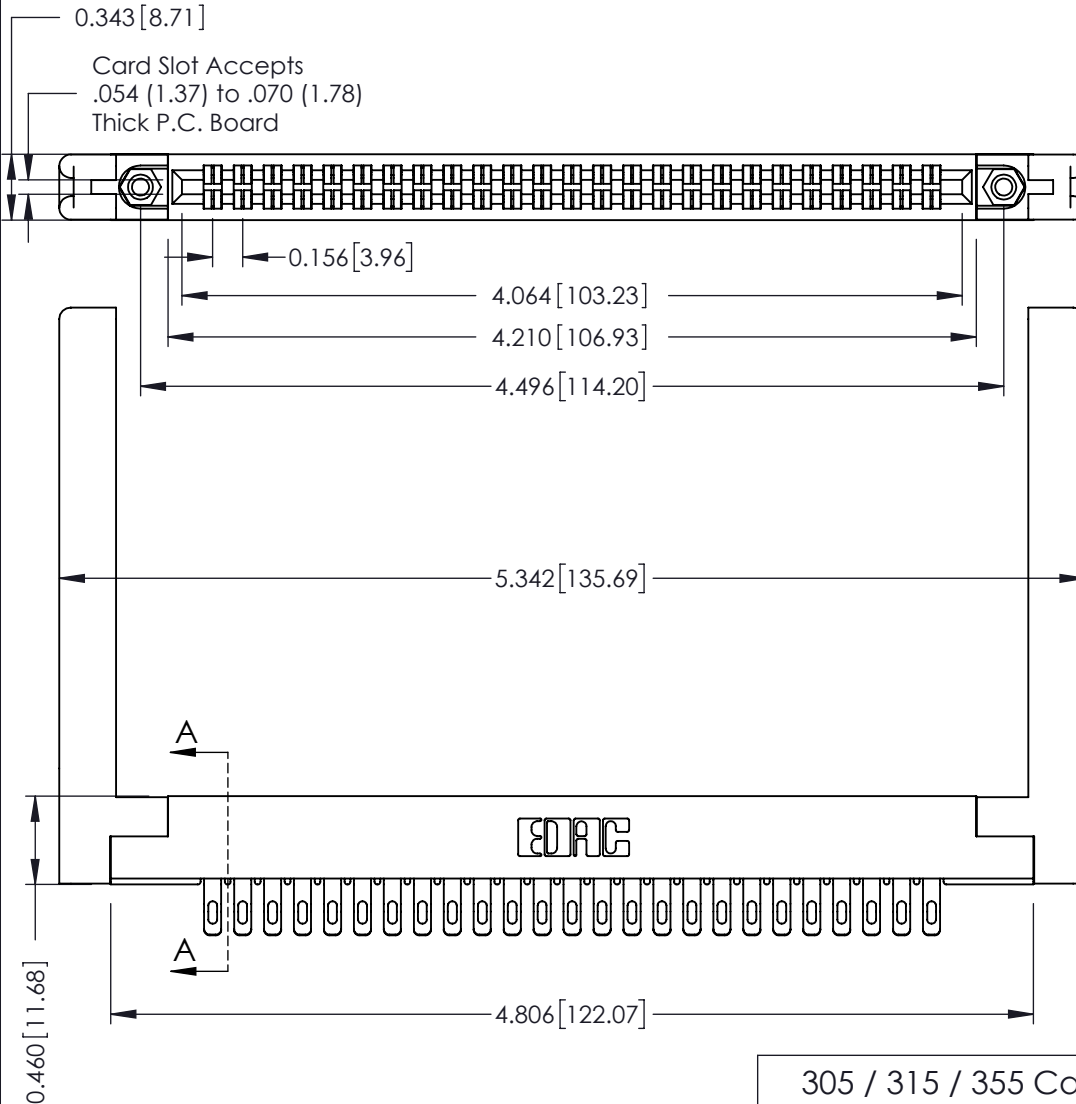 0.343[8.71]
Card Slot Accepts
.054 (1.37) to .070 (1.78)
Thick P.C. Board
0.156[3.96]
4.064[103.23]
4.210[106.93]
4.496[114.20]
5.342[135.69]
A
EDAC
A
0.460[11.68]
4.806[122.07]
305 / 315 / 355